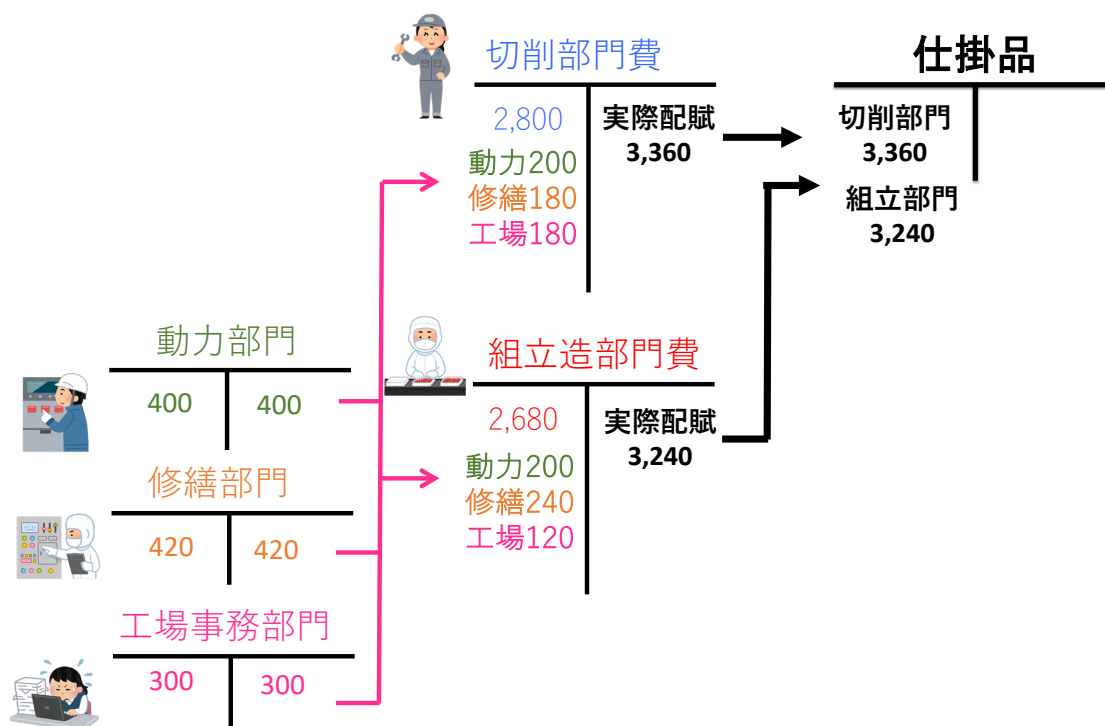 切削部門費
2,800
動力200
修繕180
工場180
実際配賦
3,360
仕掛品
切削部門
3,360
組立部門
3,240
組立造部門費
2,680
動力200
修繕240
工場120
実際配賦
3,240
動力部門
400 400
修繕部門
420 420
工場事務部門
300 300